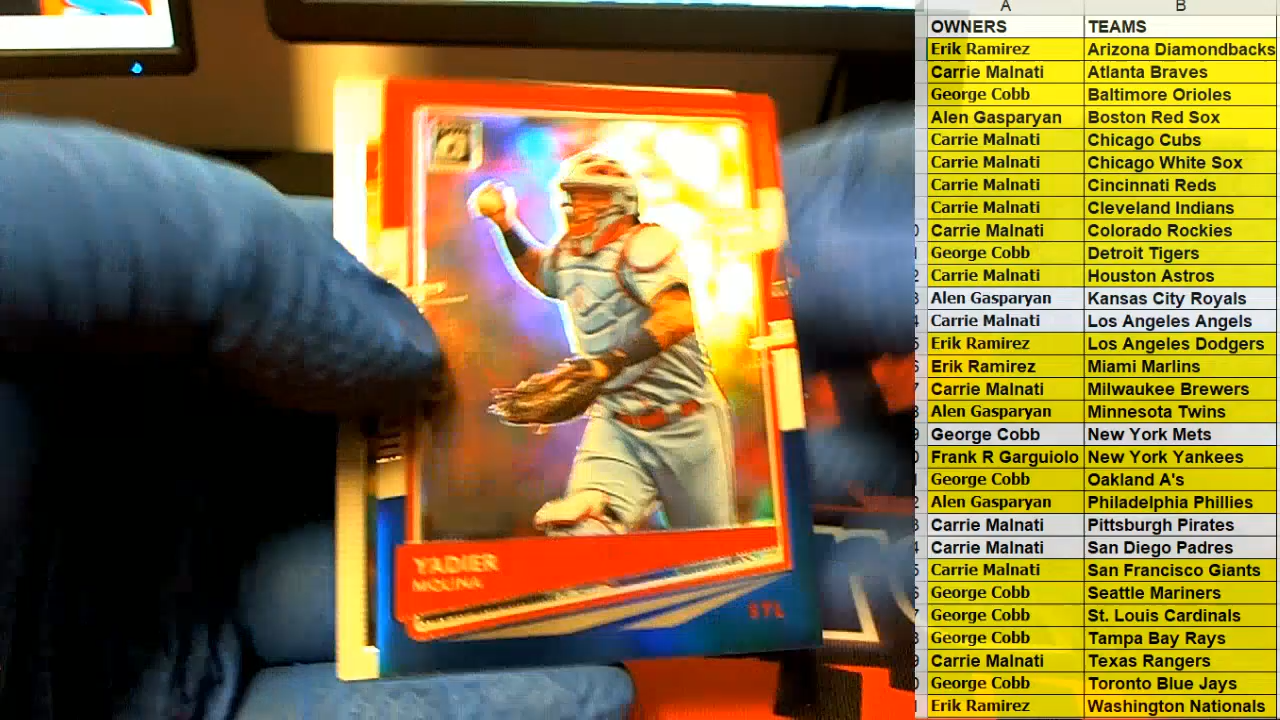 A B
OWNERS TEAMS
Erik Ramirez Arizona Diamondbacks
Carrie Malnati Atlanta Braves
George Cobb Baltimore Orioles
Alen Gasparyan Boston Red Sox
Carrie Malnati Chicago Cubs
Carrie Malnati Chicago White Sox
Carrie Malnati Cincinnati Reds
Carrie Malnati Cleveland Indians
Carrie Malnati Colorado Rockies
George Cobb Detroit Tigers
Carrie Malnati Houston Astros
Alen Gasparyan Kansas City Royals
Carrie Malnati Los Angeles Angels
Erik Ramirez Los Angeles Dodgers
Erik Ramirez Miami Marlins
Carrie Malnati Milwaukee Brewers
Alen Gasparyan Minnesota Twins
George Cobb New York Mets
Frank R Garguiolo New York Yankees
George Cobb Oakland A's
Alen Gasparyan Philadelphia Phillies
Carrie Malnati Pittsburgh Pirates
Carrie Malnati San Diego Padres
Carrie Malnati San Francisco Giants
George Cobb Seattle Mariners
George Cobb St. Louis Cardinals
George Cobb Tampa Bay Rays
Carrie Malnati Texas Rangers
George Cobb Toronto Blue Jays
Erik Ramirez Washington Nationals
YADIER
MOLINA
STL